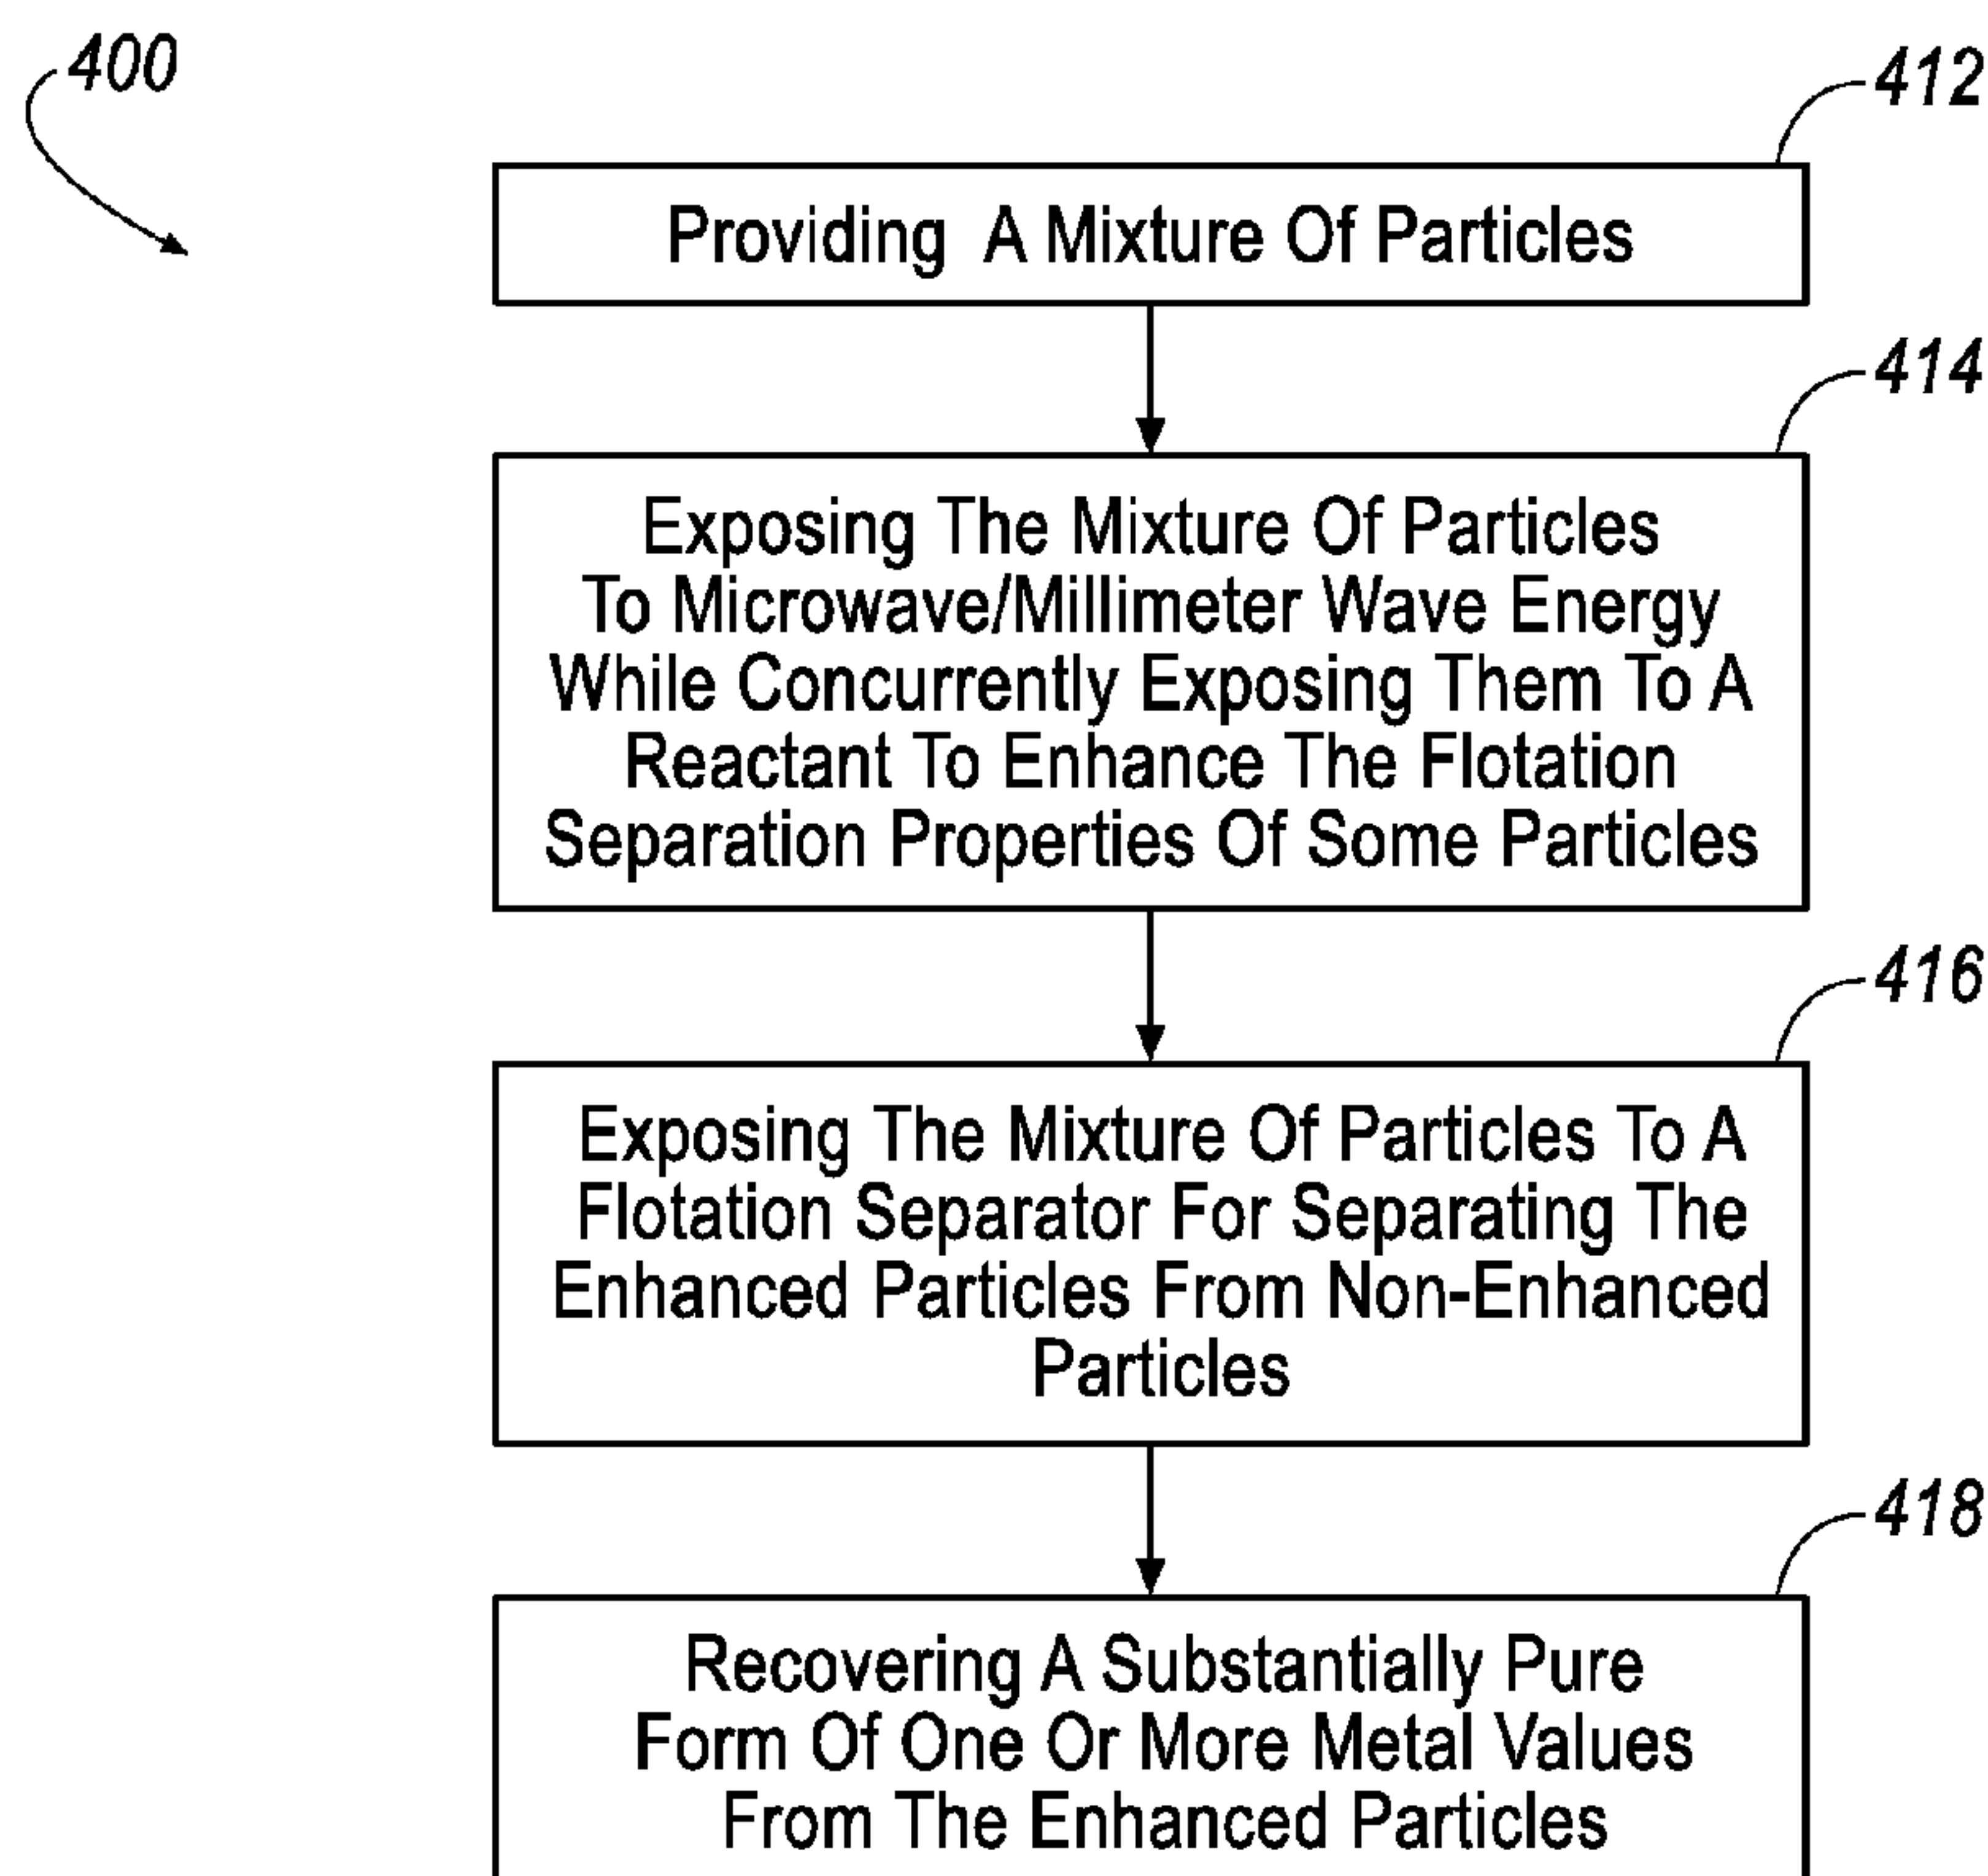 400
412
Providing A Mixture Of Particles
414
Exposing The Mixture Of Particles
To Microwave/Millimeter Wave Energy
While Concurrently Exposing Them To A
Reactant To Enhance The Flotation
Separation Properties Of Some Particles
416
Exposing The Mixture Of Particles To A
Flotation Separator For Separating The
Enhanced Particles From Non-Enhanced
Particles
418
Recovering A Substantially Pure
Form Of One Or More Metal Values
From The Enhanced Particles